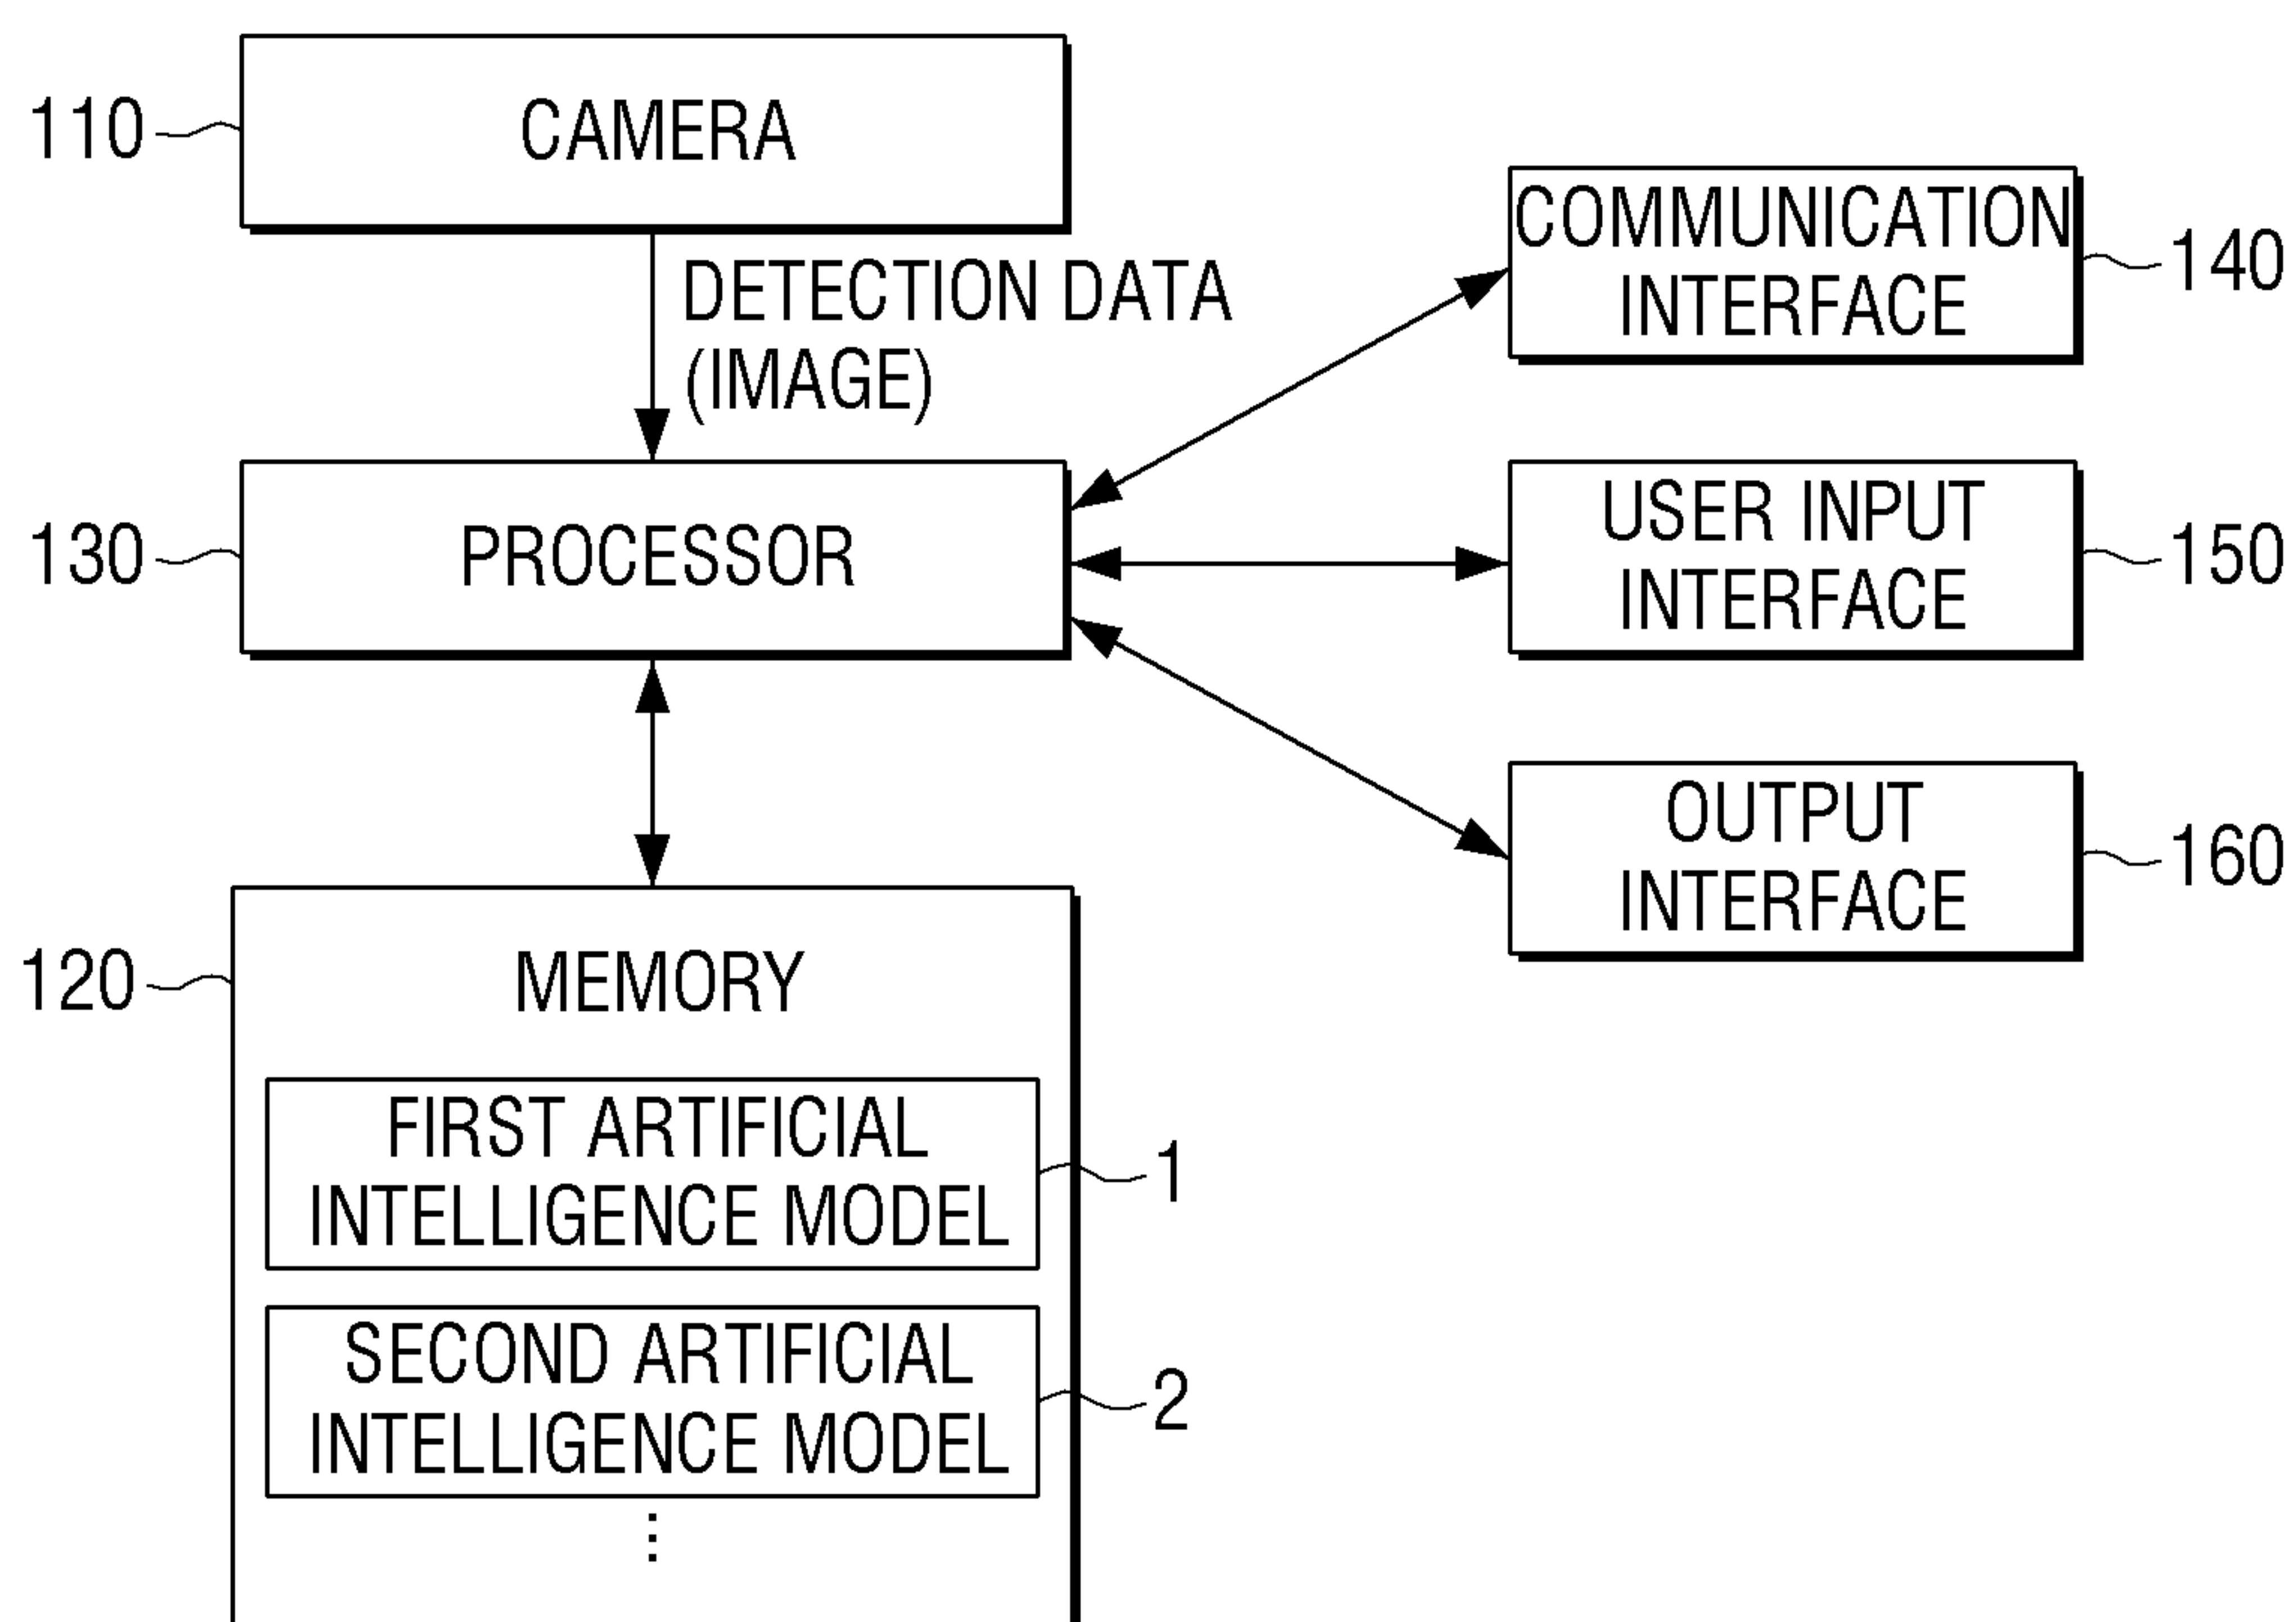 110
CAMERA
DETECTION DATA
(IMAGE)
COMMUNICATION
INTERFACE
140
130
PROCESSOR
USER INPUT
INTERFACE
150
OUTPUT
INTERFACE
160
120
MEMORY
FIRST ARTIFICIAL
INTELLIGENCE MODEL
1
SECOND ARTIFICIAL
INTELLIGENCE MODEL
2
⋮